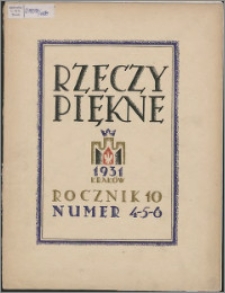 RZECZY
PIĘKNE
1931
KRAKÓW
ROCZNIK 10
NUMER 4-5-6